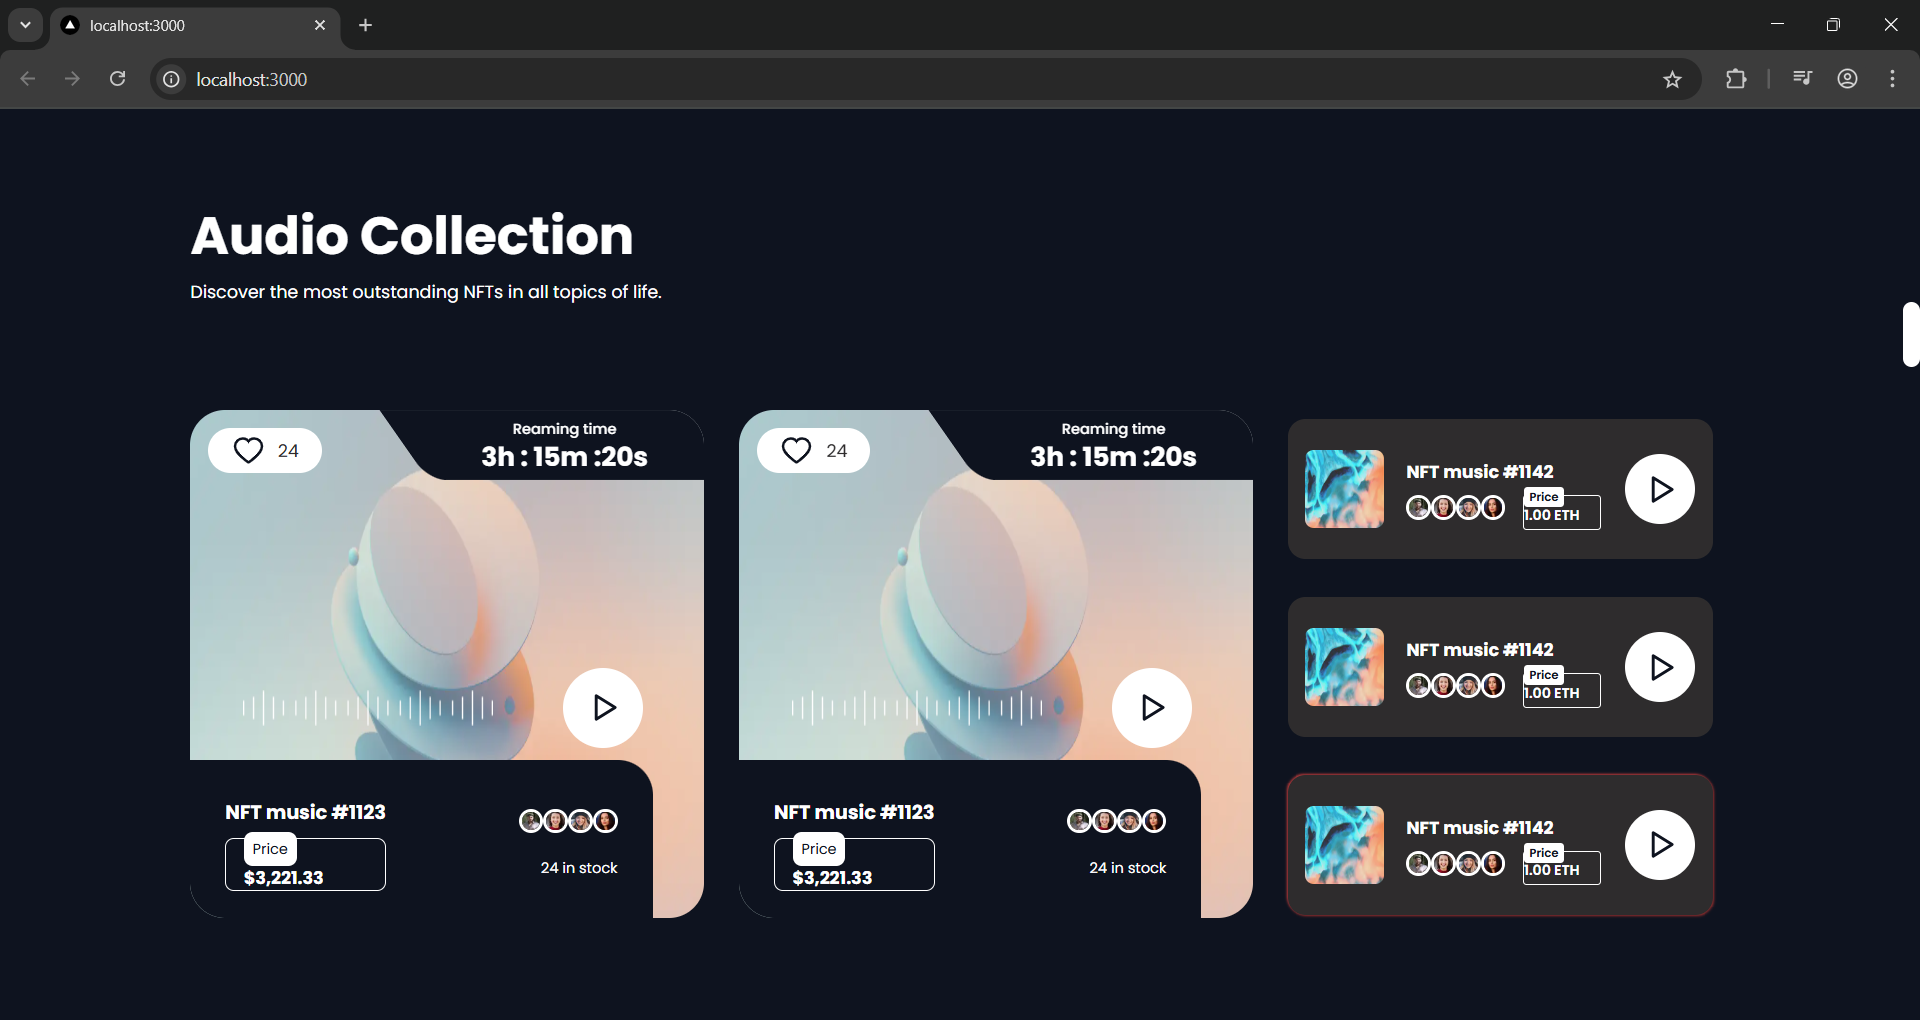 localhost:3000
localhost:3000
Audio Collection
Discover the most outstanding NFTs in all topics of life.
24
Reaming time
3h : 15m :20s
NFT music #1123
Price
$3,221.33
24 in stock
24
Reaming time
3h : 15m :20s
NFT music #1123
Price
$3,221.33
24 in stock
NFT music #1142
Price
1.00 ETH
NFT music #1142
Price
1.00 ETH
NFT music #1142
Price
1.00 ETH